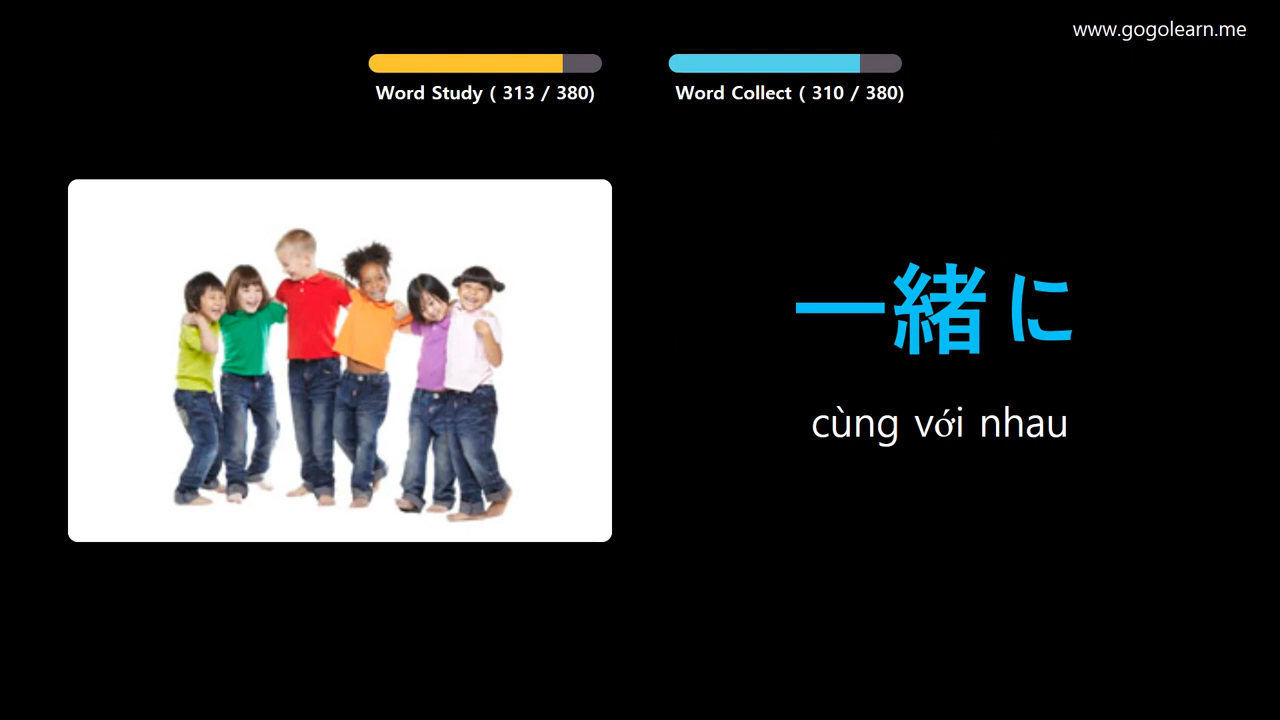 www.gogolearn.me
Word Study ( 313 / 380)
Word Collect ( 310 / 380)
一緒に
cùng với nhau